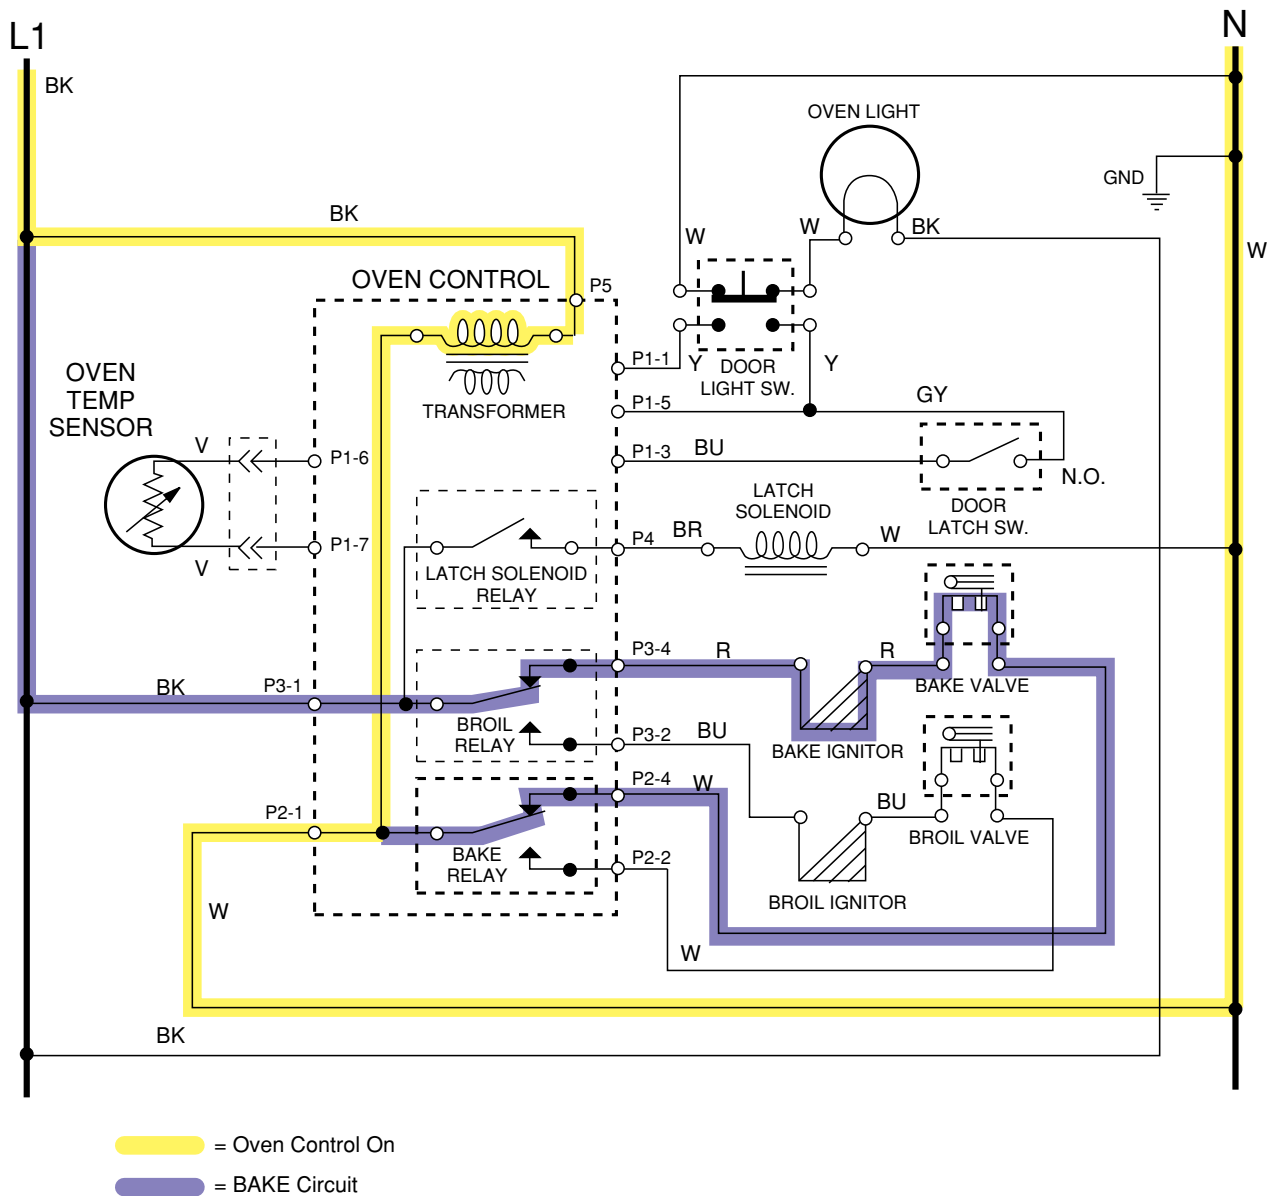 L1
N
BK
OVEN LIGHT
GND
BK
W
W
BK
W
OVEN CONTROL
P5
OVEN
TEMP
SENSOR
P1-1
Y
DOOR
LIGHT SW.
Y
TRANSFORMER
P1-5
GY
V
P1-6
P1-3
BU
N.O.
LATCH
SOLENOID
DOOR
LATCH SW.
P1-7
V
P4
BR
W
LATCH SOLENOID
RELAY
P3-4
R
R
BK
P3-1
BAKE VALVE
BROIL
RELAY
P3-2
BU
BAKE IGNITOR
P2-4
W
P2-1
BU
BROIL VALVE
BAKE
RELAY
P2-2
BROIL IGNITOR
W
W
BK
= Oven Control On
= BAKE Circuit